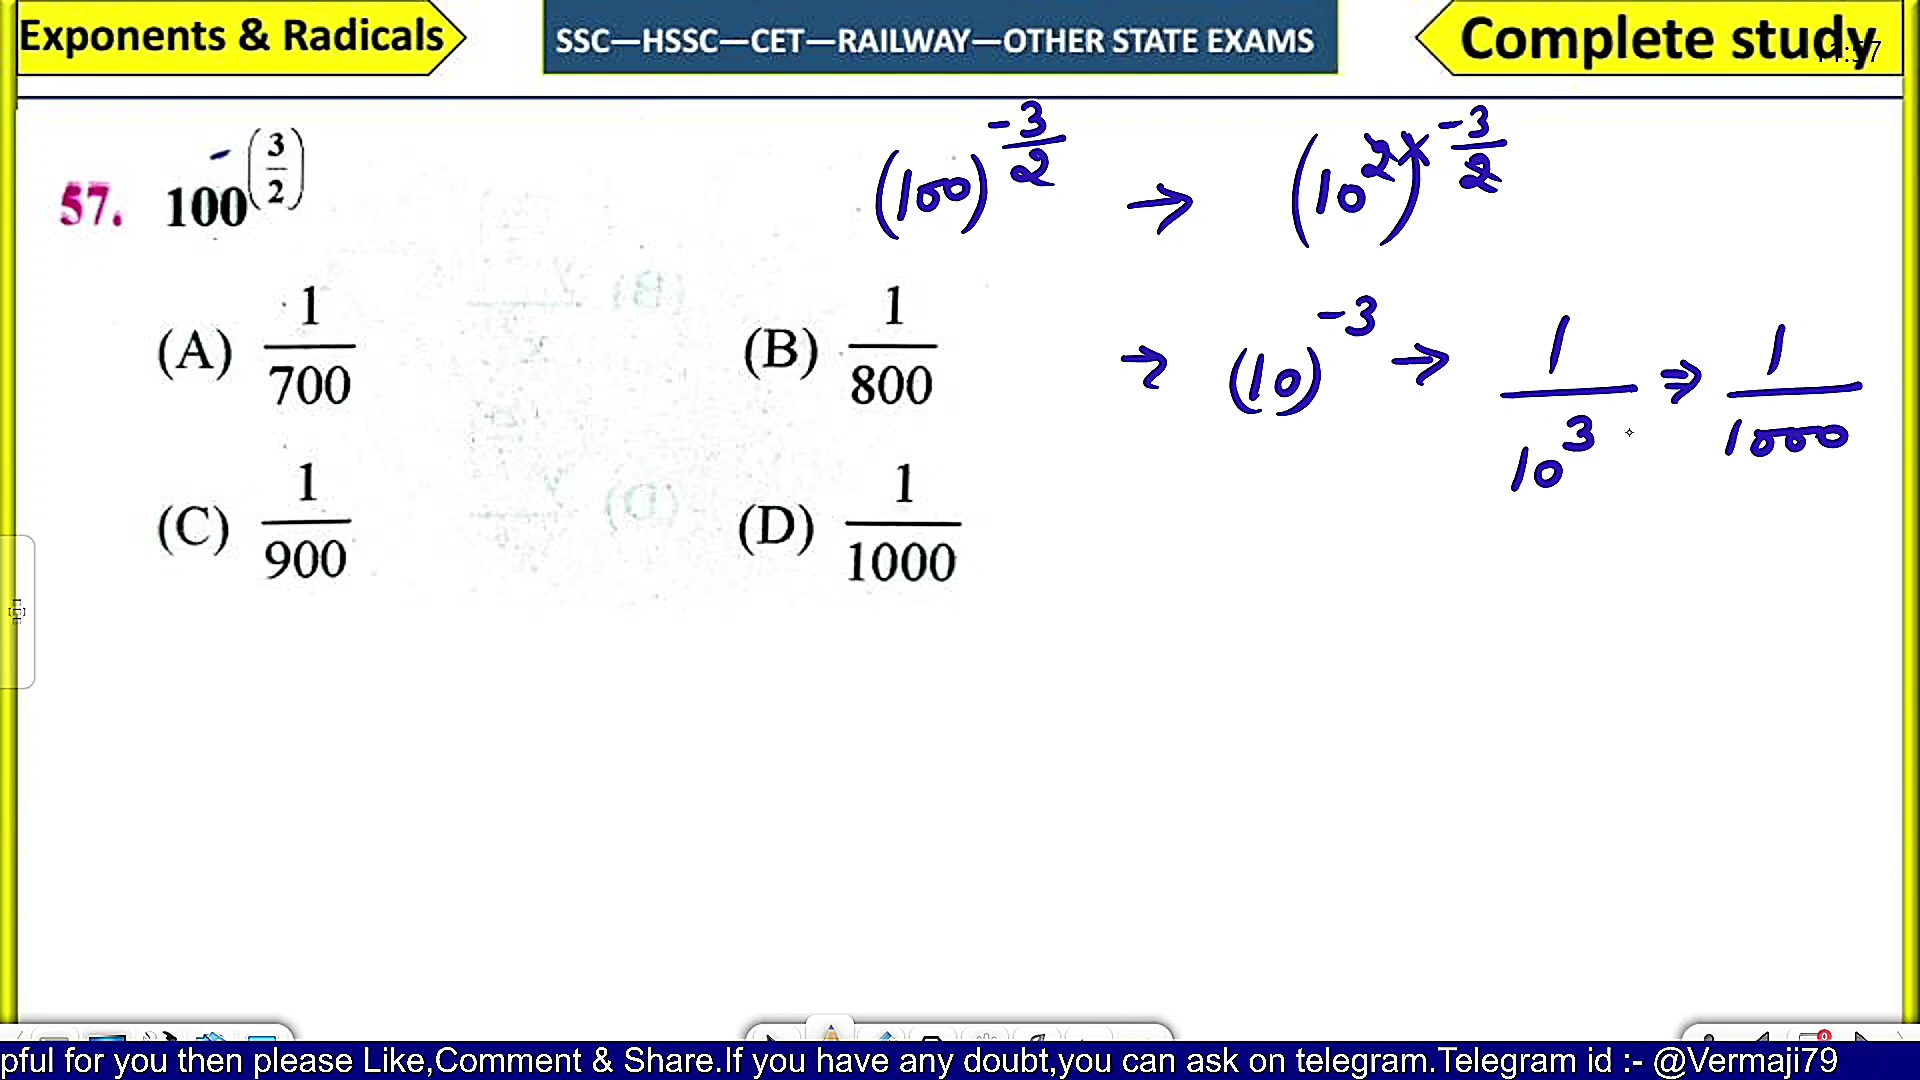 Exponents & Radicals
SSC—HSSC—CET—RAILWAY—OTHER STATE EXAMS
Complete study
57. 100^-(3/2)
(A) 1/700
(B) 1/800
(C) 1/900
(D) 1/1000
(100)^-3/2 → (10^2)^×-3/2
→ (10)^-3 → 1/10^3 ⇒ 1/1000
pful for you then please Like,Comment & Share.If you have any doubt,you can ask on telegram.Telegram id :- @Vermaji79